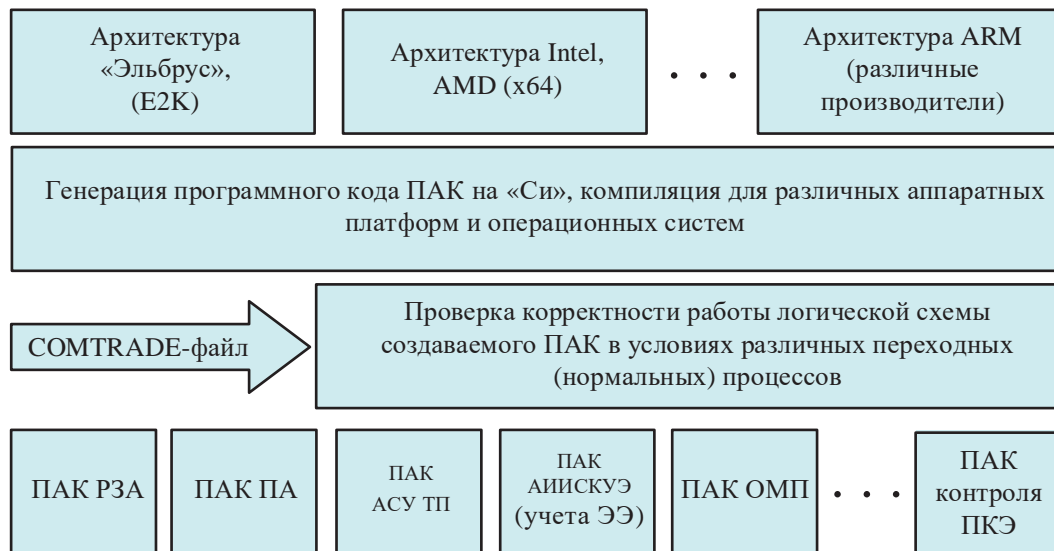 Архитектура
«Эльбрус»,
(E2K)
Архитектура Intel,
AMD (x64)
. . .
Архитектура ARM
(различные
производители)
Генерация программного кода ПАК на «Си», компиляция для различных аппаратных
платформ и операционных систем
COMTRADE-файл
Проверка корректности работы логической схемы
создаваемого ПАК в условиях различных переходных
(нормальных) процессов
ПАК РЗА
ПАК ПА
ПАК
АСУ ТП
ПАК
АИИСКУЭ
(учета ЭЭ)
ПАК ОМП
. . .
ПАК
контроля
ПКЭ